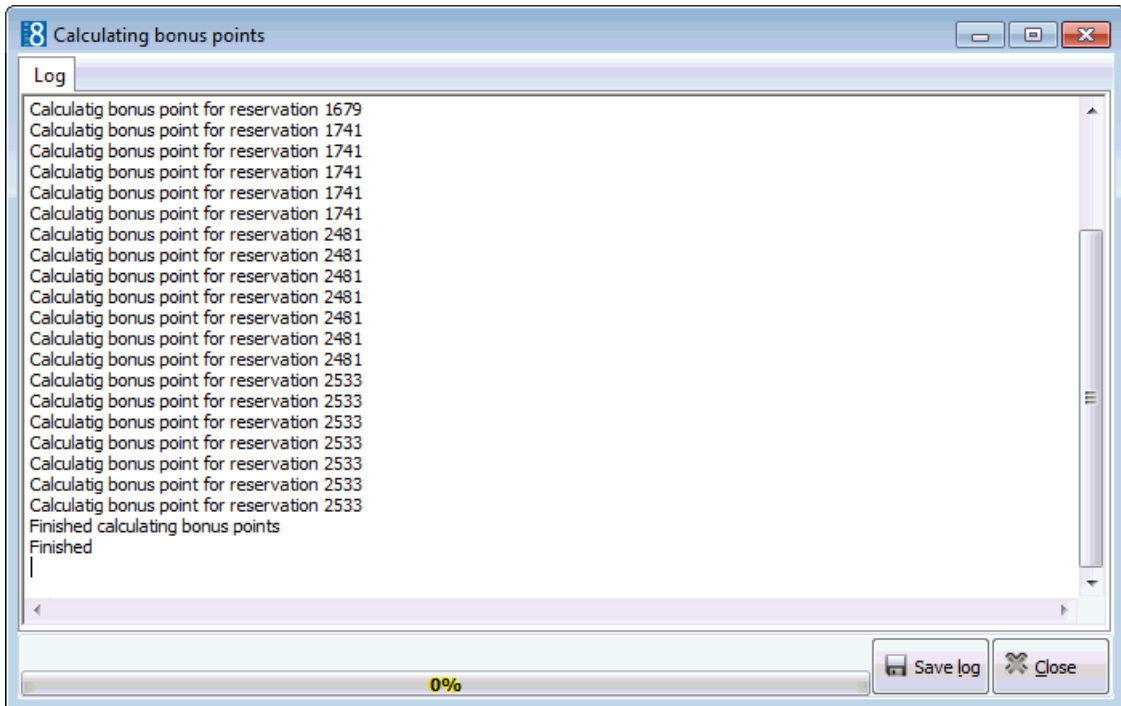 8 Calculating bonus points
Log
Calculatig bonus point for reservation 1679
Calculatig bonus point for reservation 1741
Calculatig bonus point for reservation 1741
Calculatig bonus point for reservation 1741
Calculatig bonus point for reservation 1741
Calculatig bonus point for reservation 1741
Calculatig bonus point for reservation 2481
Calculatig bonus point for reservation 2481
Calculatig bonus point for reservation 2481
Calculatig bonus point for reservation 2481
Calculatig bonus point for reservation 2481
Calculatig bonus point for reservation 2481
Calculatig bonus point for reservation 2481
Calculatig bonus point for reservation 2533
Calculatig bonus point for reservation 2533
Calculatig bonus point for reservation 2533
Calculatig bonus point for reservation 2533
Calculatig bonus point for reservation 2533
Calculatig bonus point for reservation 2533
Calculatig bonus point for reservation 2533
Finished calculating bonus points
Finished
Save log
Close
0%